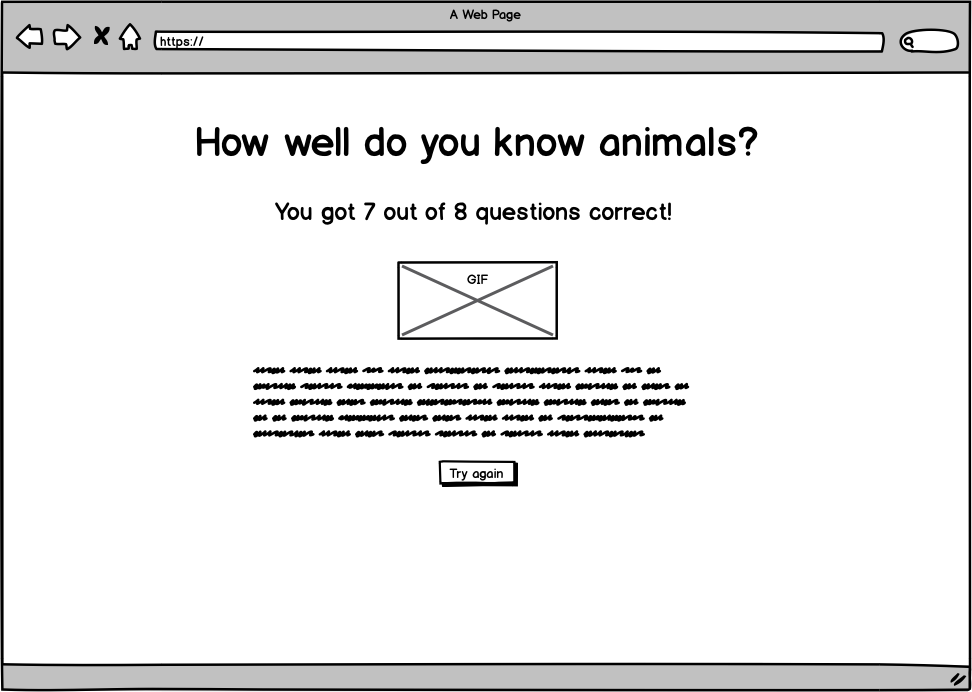 A Web Page
https://
How well do you know animals?
You got 7 out of 8 questions correct!
GIF
Try again